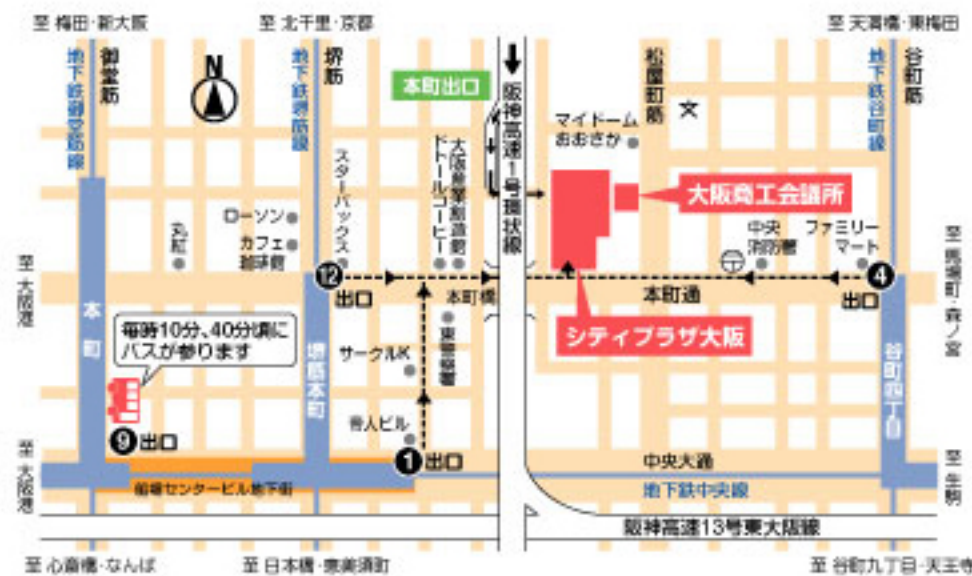 至 梅田・新大阪
至 北千里・京都
至 天満橋・東梅田
地下鉄御堂筋線
御堂筋
N
地下鉄堺筋線
堺筋
本町出口
阪神高速1号環状線
松屋町筋
地下鉄谷町線
谷町筋
マイドーム
おおさか
大阪商工会議所
スターバックス
ドトールコーヒー
大阪産業創造館
ローソン
カフェ
珈琲館
丸紅
中央
消防署
ファミリー
マート
至 大阪港
至 馬場町・森ノ宮
12
出口
本町橋
本町通
4
出口
シティプラザ大阪
本町
毎時10分、40分頃に
バスが参ります
堺筋本町
サークルK
東警察署
谷町四丁目
9 出口
1 出口
中央大通
至 大阪港
至 生駒
船場センタービル地下街
地下鉄中央線
阪神高速13号東大阪線
至 心斎橋・なんば
至 日本橋・恵美須町
至 谷町九丁目・天王寺